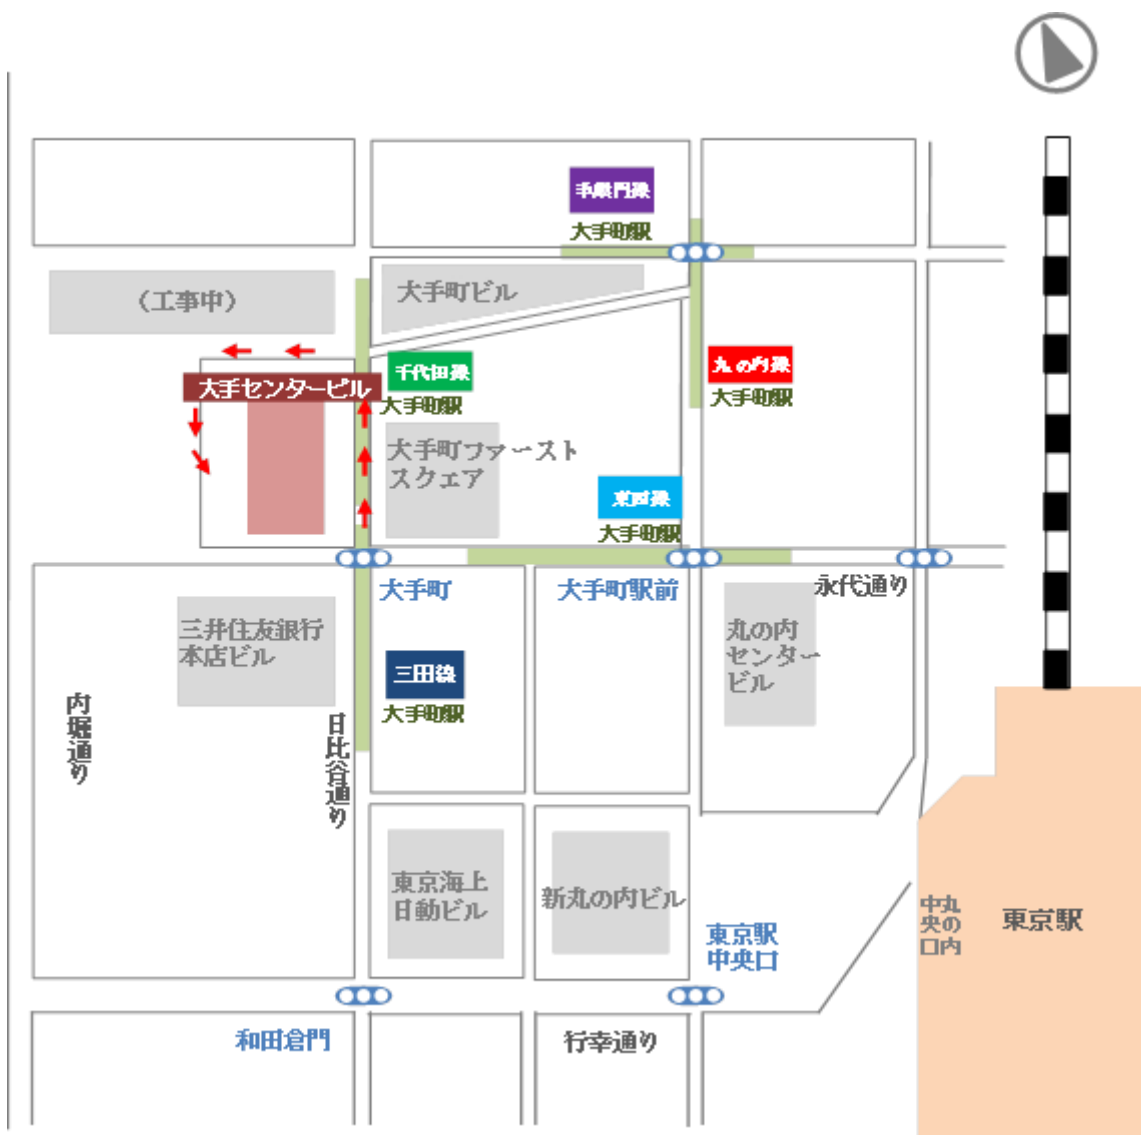 半蔵門線
大手町駅
（工事中）
大手町ビル
千代田線
大手町駅
丸の内線
大手町駅
大手センタービル
大手町ファースト
スクェア
東西線
大手町駅
大手町
大手町駅前
永代通り
三井住友銀行
本店ビル
丸の内
センター
ビル
三田線
大手町駅
内堀通り
日比谷通り
東京海上
日動ビル
新丸の内ビル
東京駅
中央口
丸の内
中央口
東京駅
和田倉門
行幸通り